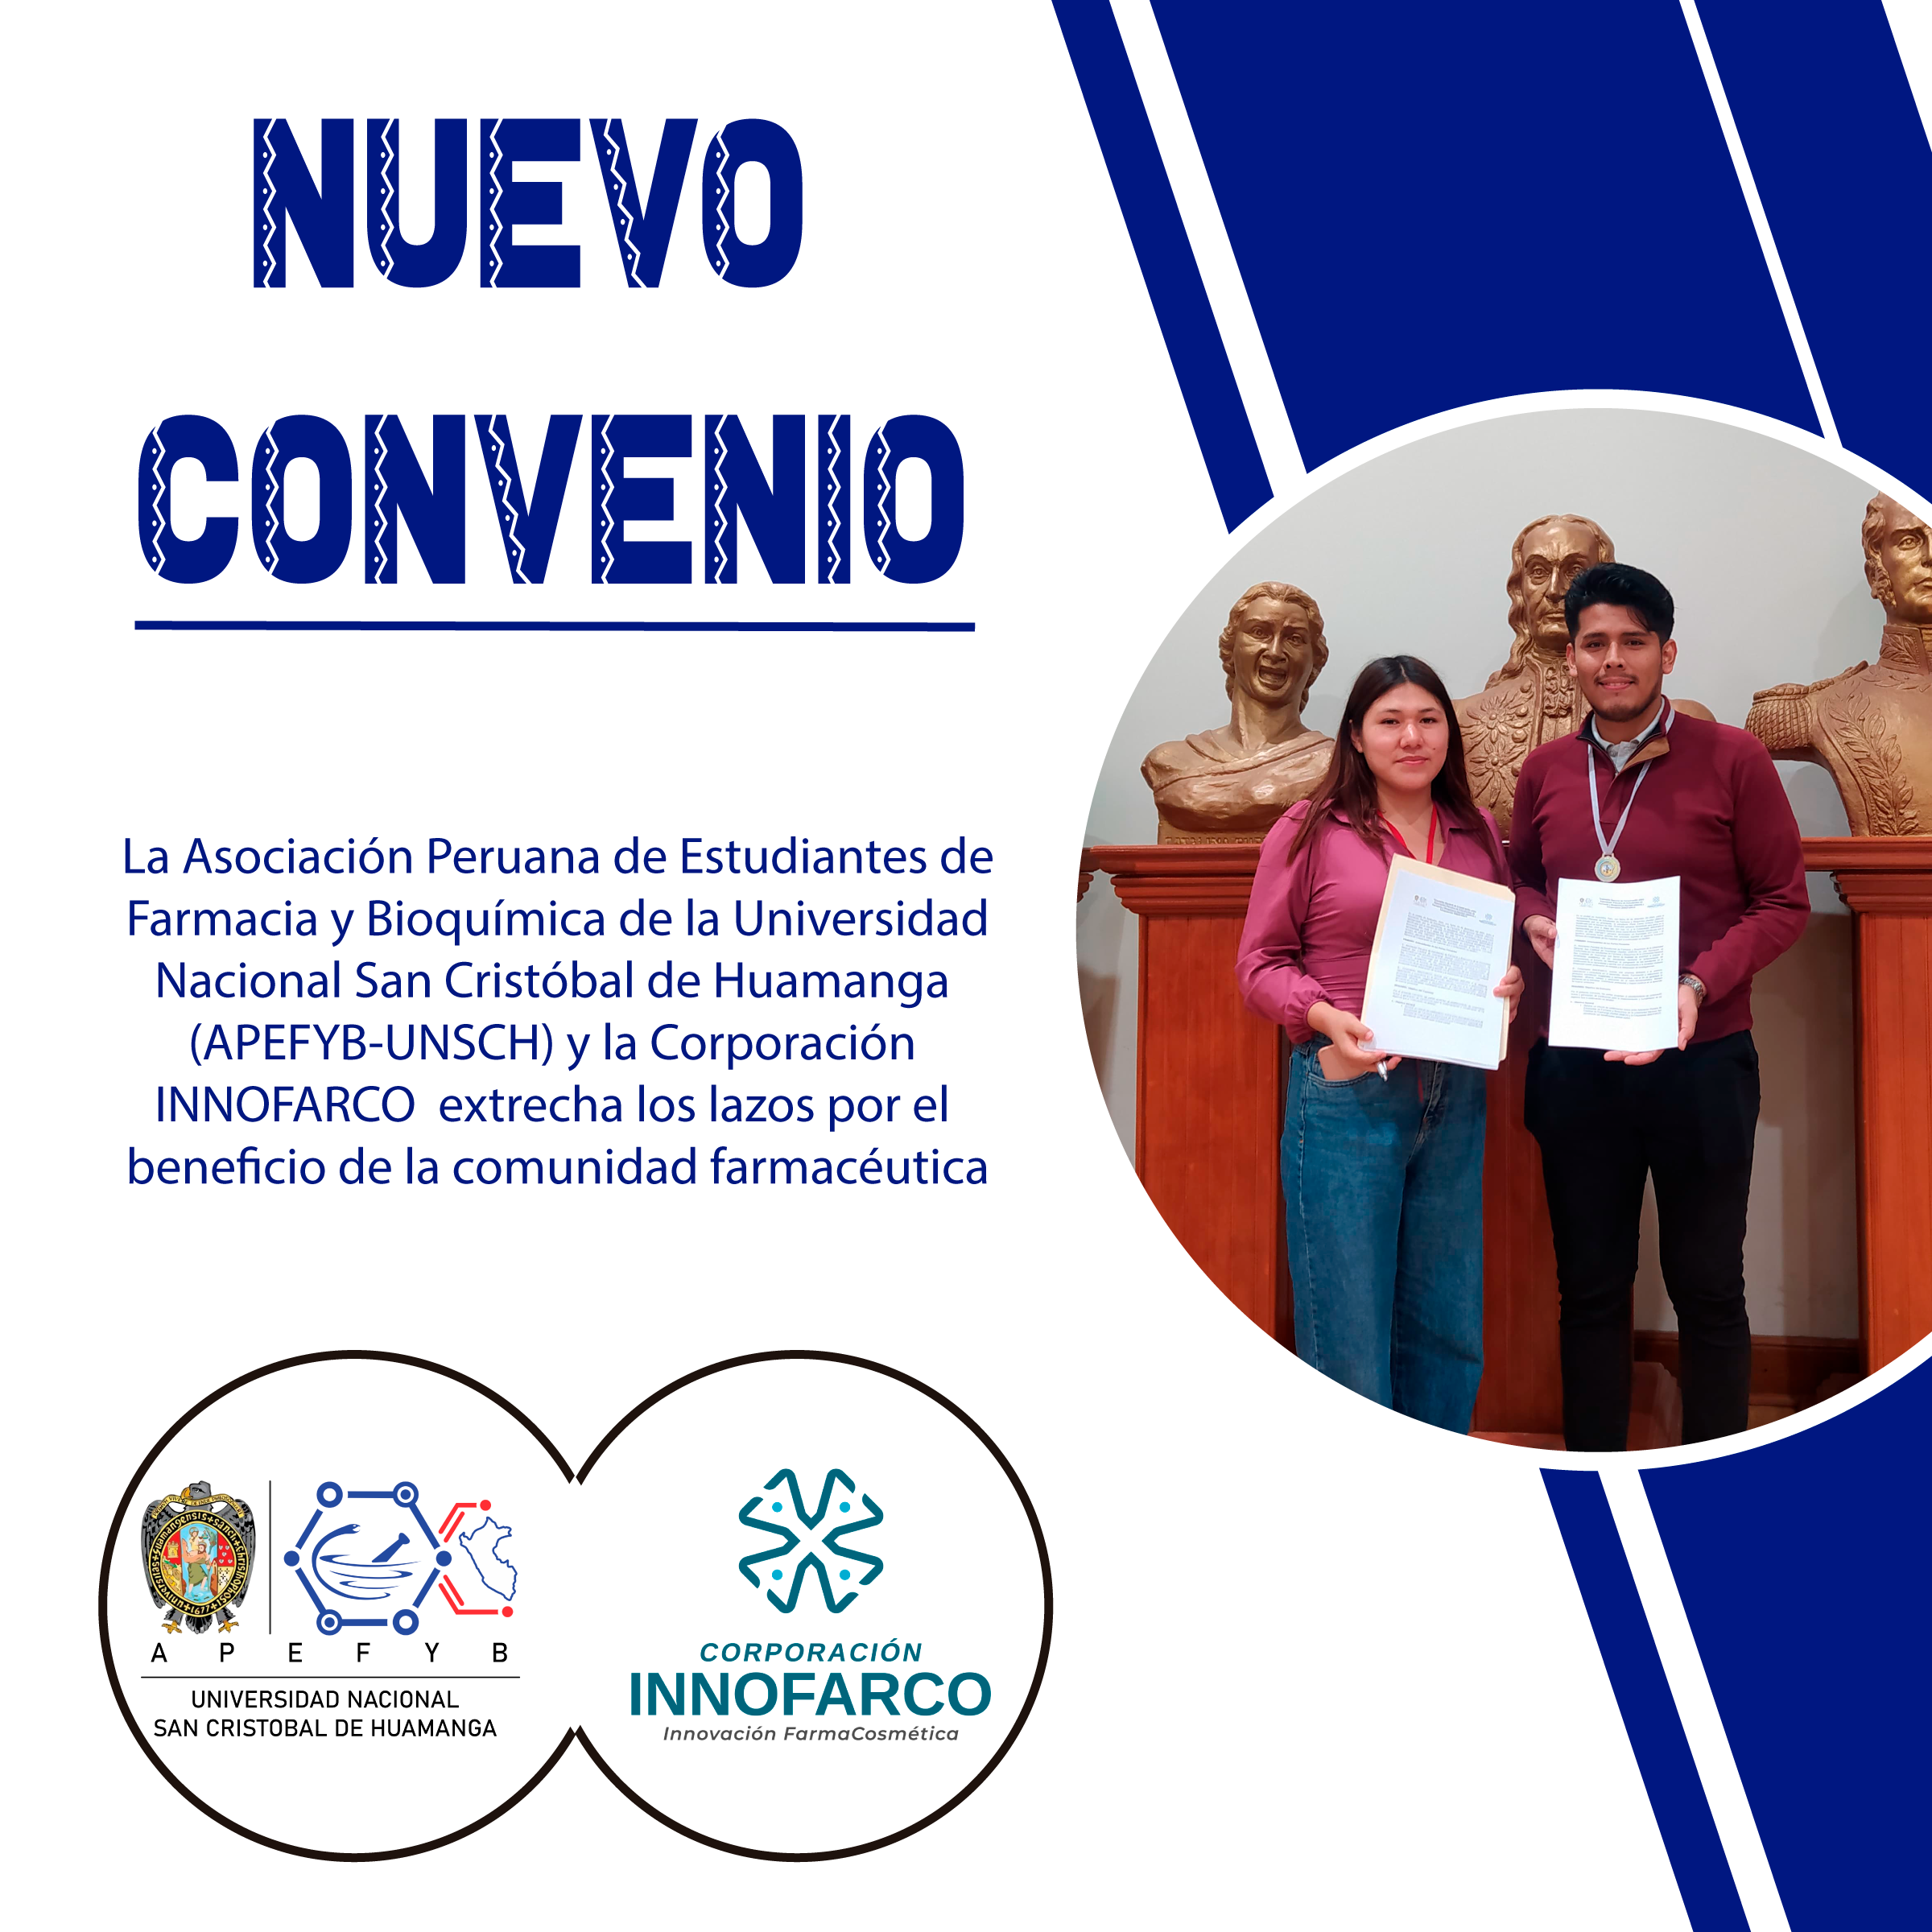 NUEVO
CONVENIO
La Asociación Peruana de Estudiantes de
Farmacia y Bioquímica de la Universidad
Nacional San Cristóbal de Huamanga
(APEFYB-UNSCH) y la Corporación
INNOFARCO extrecha los lazos por el
beneficio de la comunidad farmacéutica
1677
A P E F Y B
UNIVERSIDAD NACIONAL
SAN CRISTOBAL DE HUAMANGA
CORPORACIÓN
INNOFARCO
Innovación FarmaCosmética